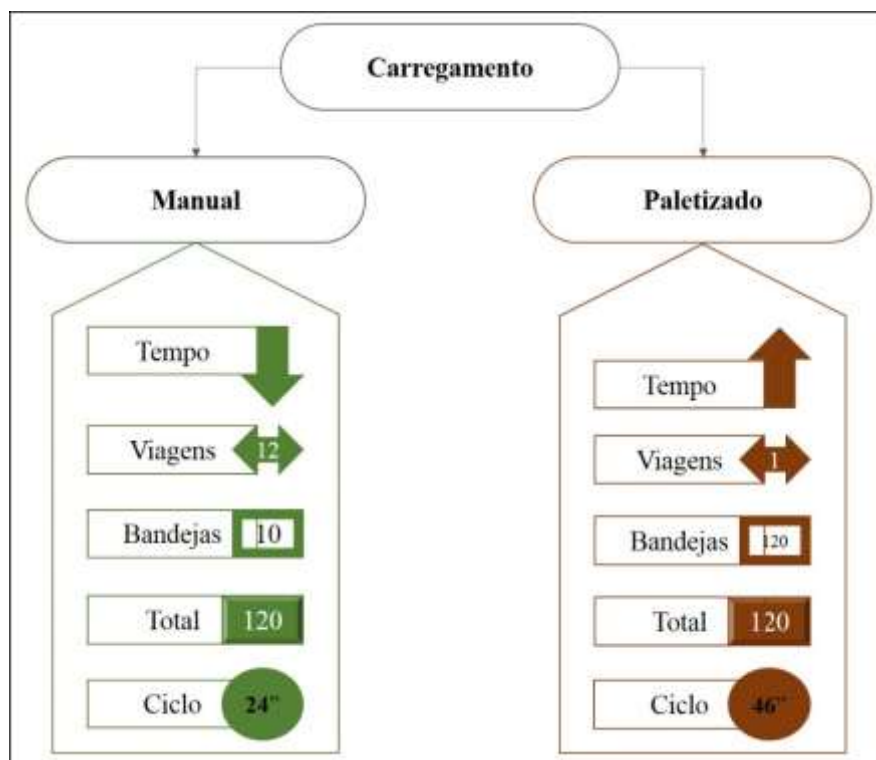 Carregamento
Manual
Tempo
Viagens 12
Bandejas 10
Total 120
Ciclo 24"
Paletizado
Tempo
Viagens 1
Bandejas 120
Total 120
Ciclo 46"